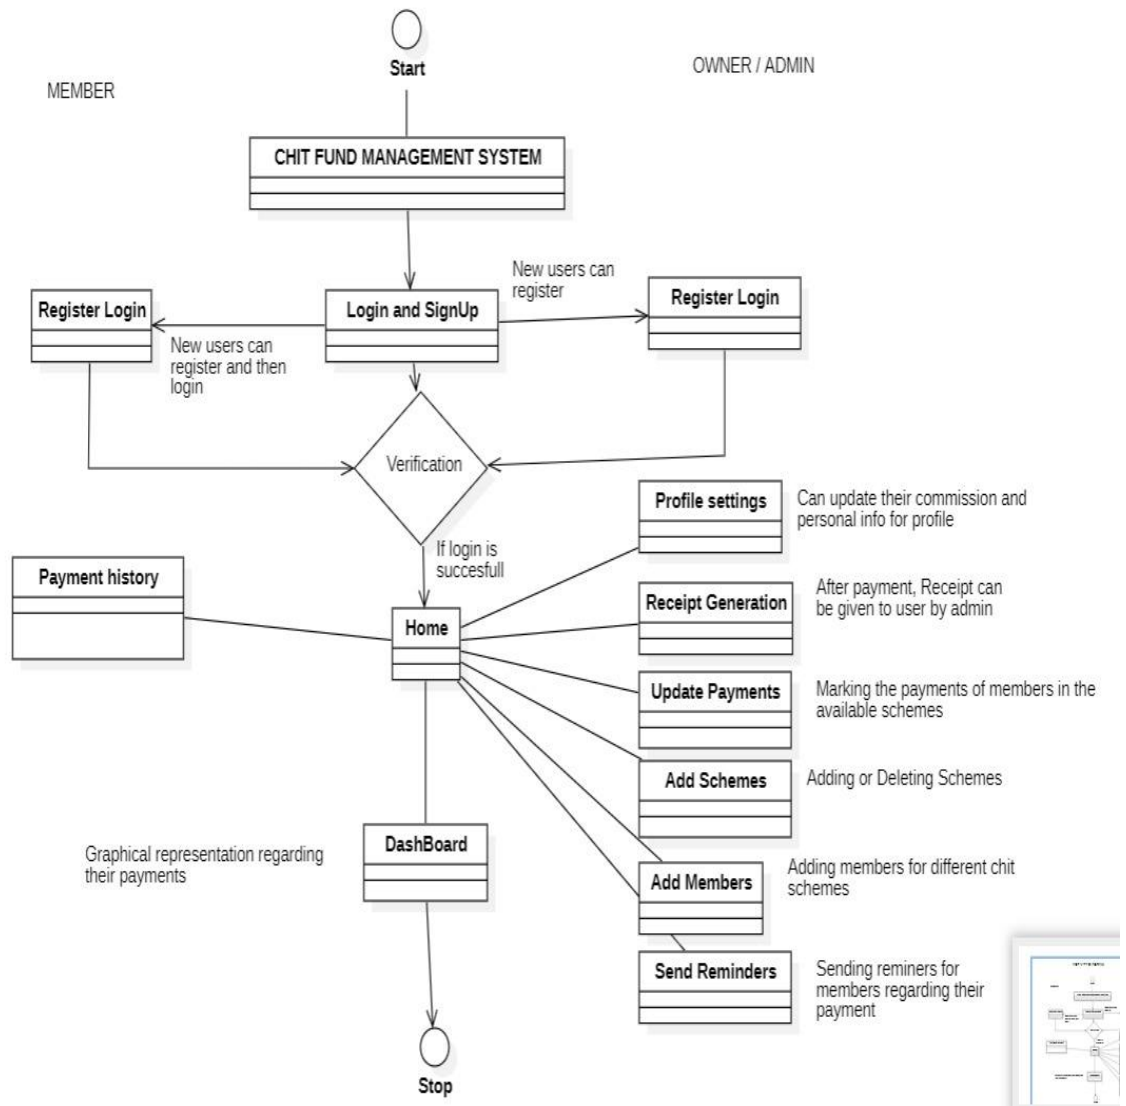 Start
OWNER / ADMIN
MEMBER
CHIT FUND MANAGEMENT SYSTEM
New users can
register
Register Login
Login and SignUp
Register Login
New users can
register and then
login
Verification
Profile settings
Can update their commission and
personal info for profile
If login is
succesfull
Payment history
Receipt Generation
After payment, Receipt can
be given to user by admin
Home
Update Payments
Marking the payments of members in the
available schemes
Add Schemes
Adding or Deleting Schemes
DashBoard
Graphical representation regarding
their payments
Add Members
Adding members for different chit
schemes
Send Reminders
Sending reminers for
members regarding their
payment
Stop